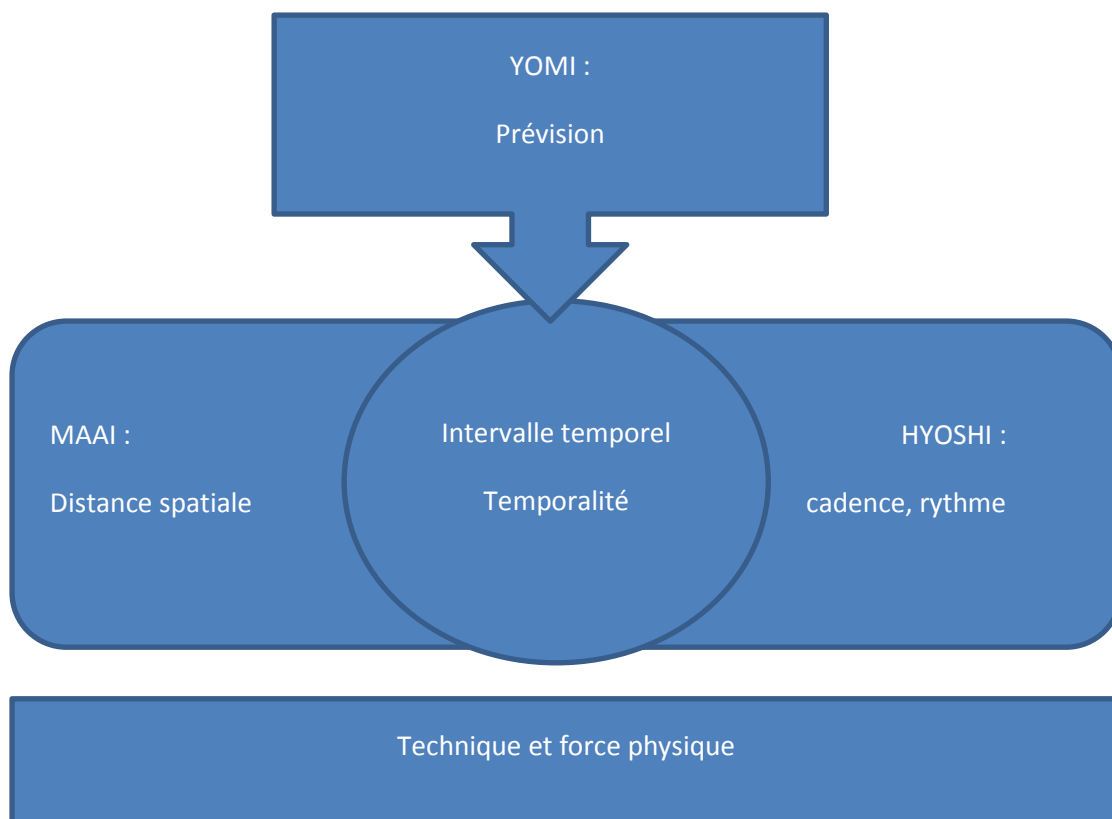 YOMI :
Prévision
MAAI :
Distance spatiale
Intervalle temporel
Temporalité
HYOSHI :
cadence, rythme
Technique et force physique